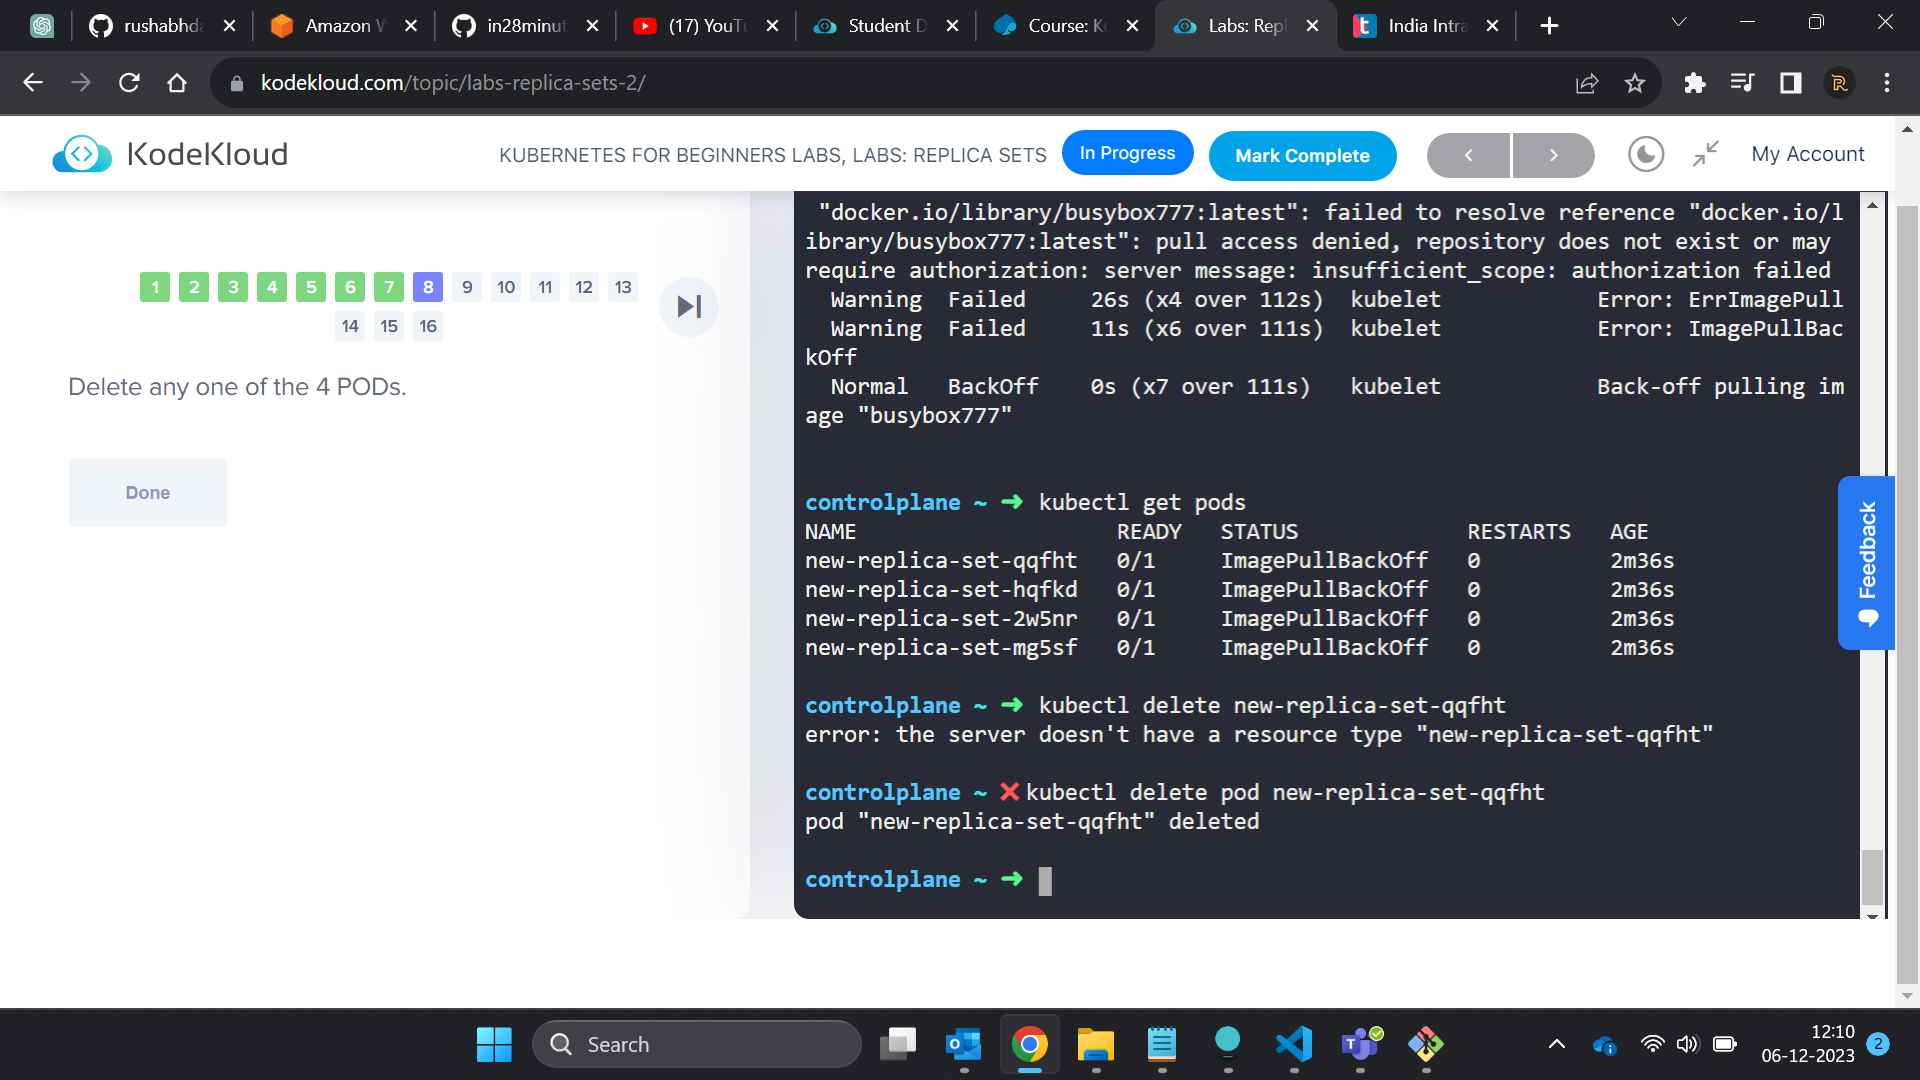 rushabhda
Amazon W
in28minut
(17) YouTu
Student D
Course: Ku
Labs: Repl
India Intra
kodekloud.com/topic/labs-replica-sets-2/
KodeKloud
KUBERNETES FOR BEGINNERS LABS, LABS: REPLICA SETS
In Progress
Mark Complete
My Account
1 2 3 4 5 6 7 8 9 10 11 12 13
14 15 16
Delete any one of the 4 PODs.
Done
"docker.io/library/busybox777:latest": failed to resolve reference "docker.io/l
ibrary/busybox777:latest": pull access denied, repository does not exist or may
require authorization: server message: insufficient_scope: authorization failed
Warning Failed 26s (x4 over 112s) kubelet Error: ErrImagePull
Warning Failed 11s (x6 over 111s) kubelet Error: ImagePullBac
kOff
Normal BackOff 0s (x7 over 111s) kubelet Back-off pulling im
age "busybox777"
controlplane ~ ➜ kubectl get pods
NAME READY STATUS RESTARTS AGE
new-replica-set-qqfht 0/1 ImagePullBackOff 0 2m36s
new-replica-set-hqfkd 0/1 ImagePullBackOff 0 2m36s
new-replica-set-2w5nr 0/1 ImagePullBackOff 0 2m36s
new-replica-set-mg5sf 0/1 ImagePullBackOff 0 2m36s
controlplane ~ ➜ kubectl delete new-replica-set-qqfht
error: the server doesn't have a resource type "new-replica-set-qqfht"
controlplane ~ ✖ kubectl delete pod new-replica-set-qqfht
pod "new-replica-set-qqfht" deleted
controlplane ~ ➜
Feedback
Search
12:10
06-12-2023
2